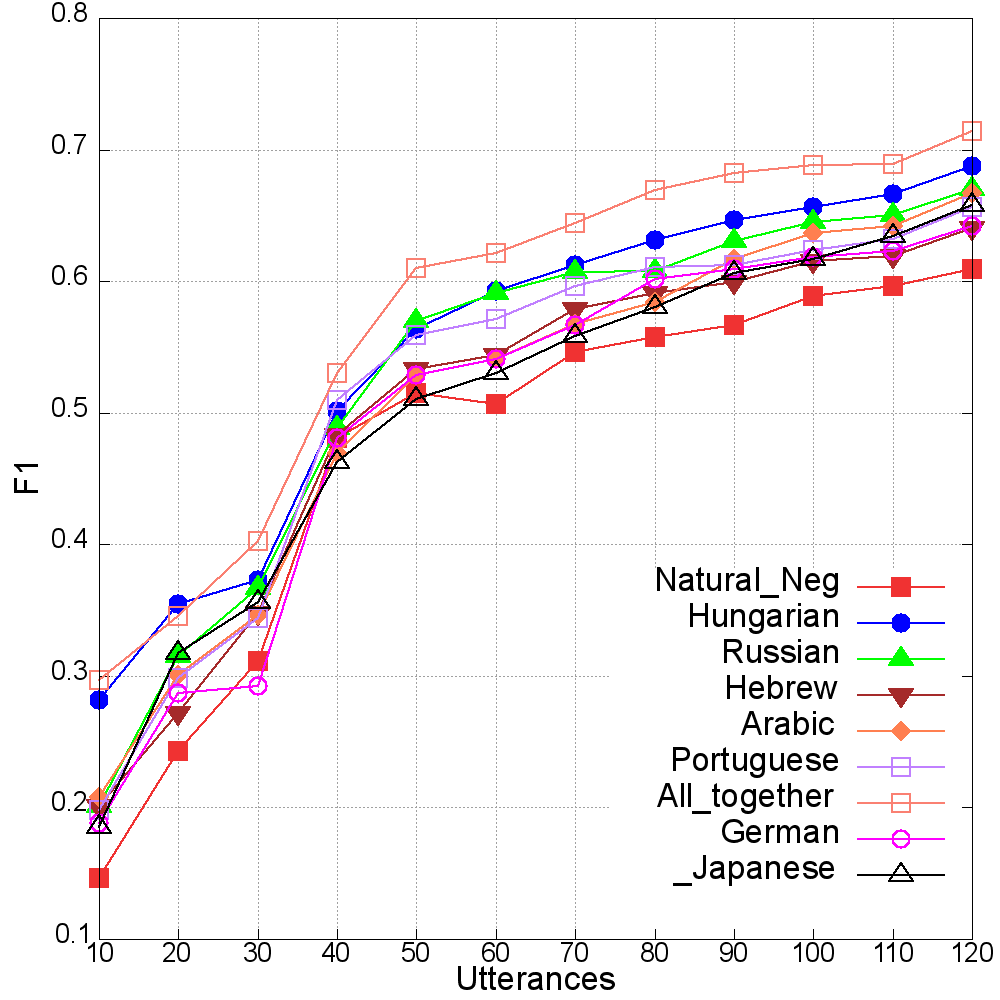 0.8
0.7
0.6
0.5
0.4
0.3
0.2
0.1
F1
Natural_Neg
Hungarian
Russian
Hebrew
Arabic
Portuguese
All_together
German
_Japanese
10 20 30 40 50 60 70 80 90 100 110 120
Utterances